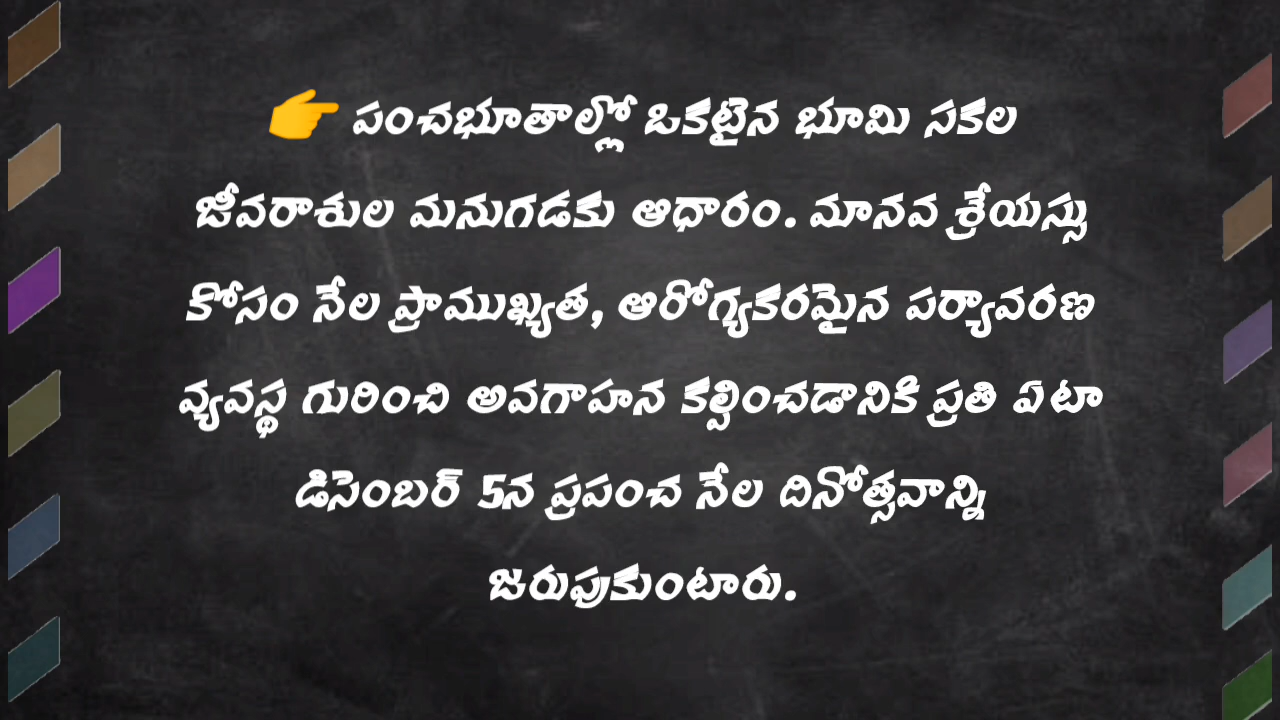 👉 పంచభూతాల్లో ఒకటైన భూమి సకల
జీవరాశుల మనుగడకు ఆధారం. మానవ శ్రేయస్సు
కోసం నేల ప్రాముఖ్యత, ఆరోగ్యకరమైన పర్యావరణ
వ్యవస్థ గురించి అవగాహన కల్పించడానికి ప్రతి ఏటా
డిసెంబర్ 5న ప్రపంచ నేల దినోత్సవాన్ని
జరుపుకుంటారు.